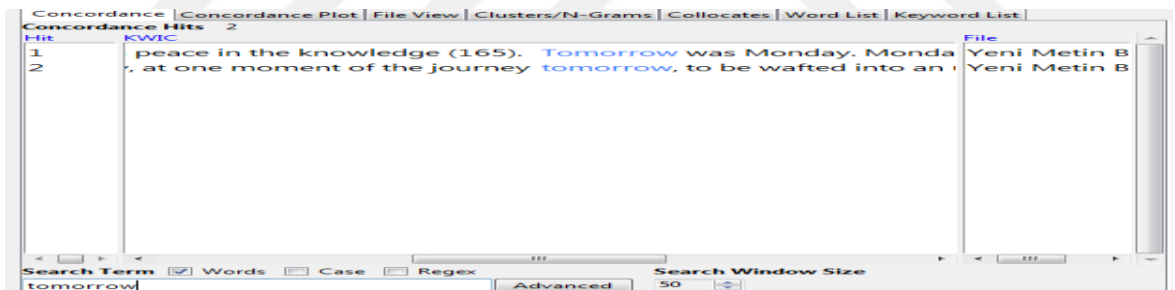 Concordance Concordance Plot File View Clusters/N-Grams Collocates Word List Keyword List
Concordance Hits 2
Hit KWIC File
1 peace in the knowledge (165). Tomorrow was Monday. Monda Yeni Metin B
2 , at one moment of the journey tomorrow, to be wafted into an Yeni Metin B
Search Term Words Case Regex Search Window Size
tomorrow Advanced 50